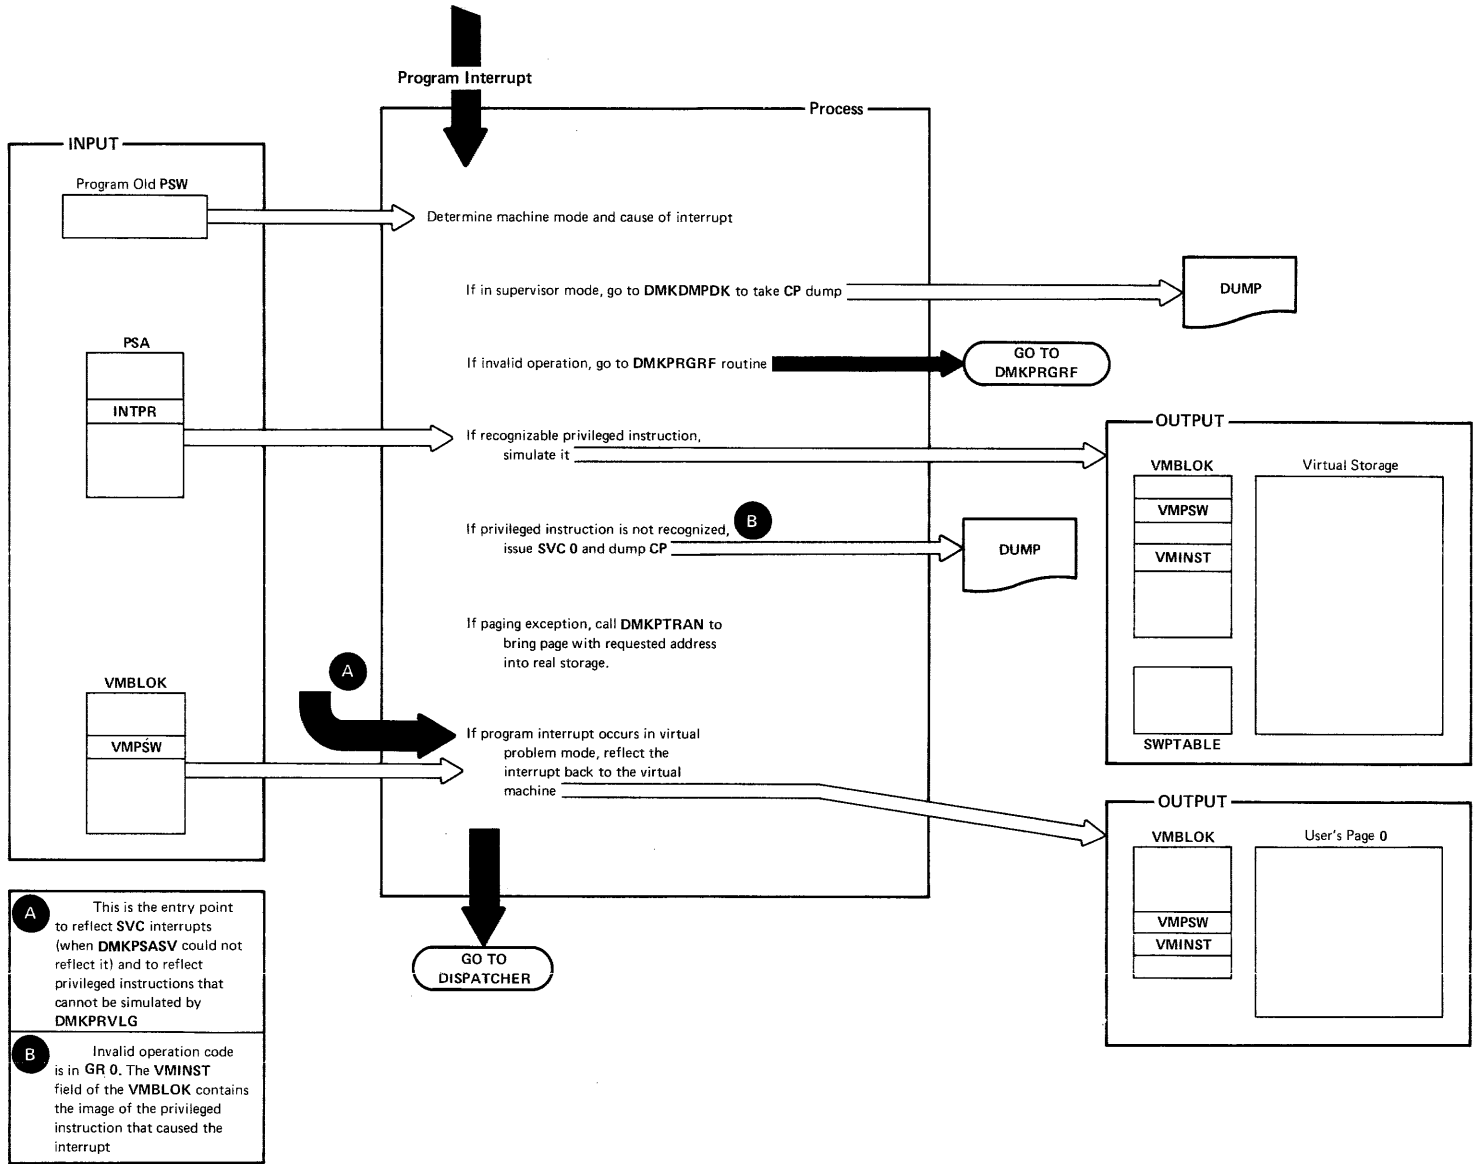 Program Interrupt
Process
INPUT
Program Old PSW
Determine machine mode and cause of interrupt
If in supervisor mode, go to DMKDMPDK to take CP dump
DUMP
PSA
INTPR
If invalid operation, go to DMKPRGRF routine
GO TO
DMKPRGRF
If recognizable privileged instruction,
simulate it
OUTPUT
VMBLOK
Virtual Storage
VMPSW
VMINST
SWPTABLE
If privileged instruction is not recognized,
issue SVC 0 and dump CP
B
DUMP
If paging exception, call DMKPTRAN to
bring page with requested address
into real storage.
VMBLOK
VMPSW
A
If program interrupt occurs in virtual
problem mode, reflect the
interrupt back to the virtual
machine
OUTPUT
VMBLOK
User's Page 0
VMPSW
VMINST
GO TO
DISPATCHER
A
This is the entry point
to reflect SVC interrupts
(when DMKPSASV could not
reflect it) and to reflect
privileged instructions that
cannot be simulated by
DMKPRVLG
B
Invalid operation code
is in GR 0. The VMINST
field of the VMBLOK contains
the image of the privileged
instruction that caused the
interrupt